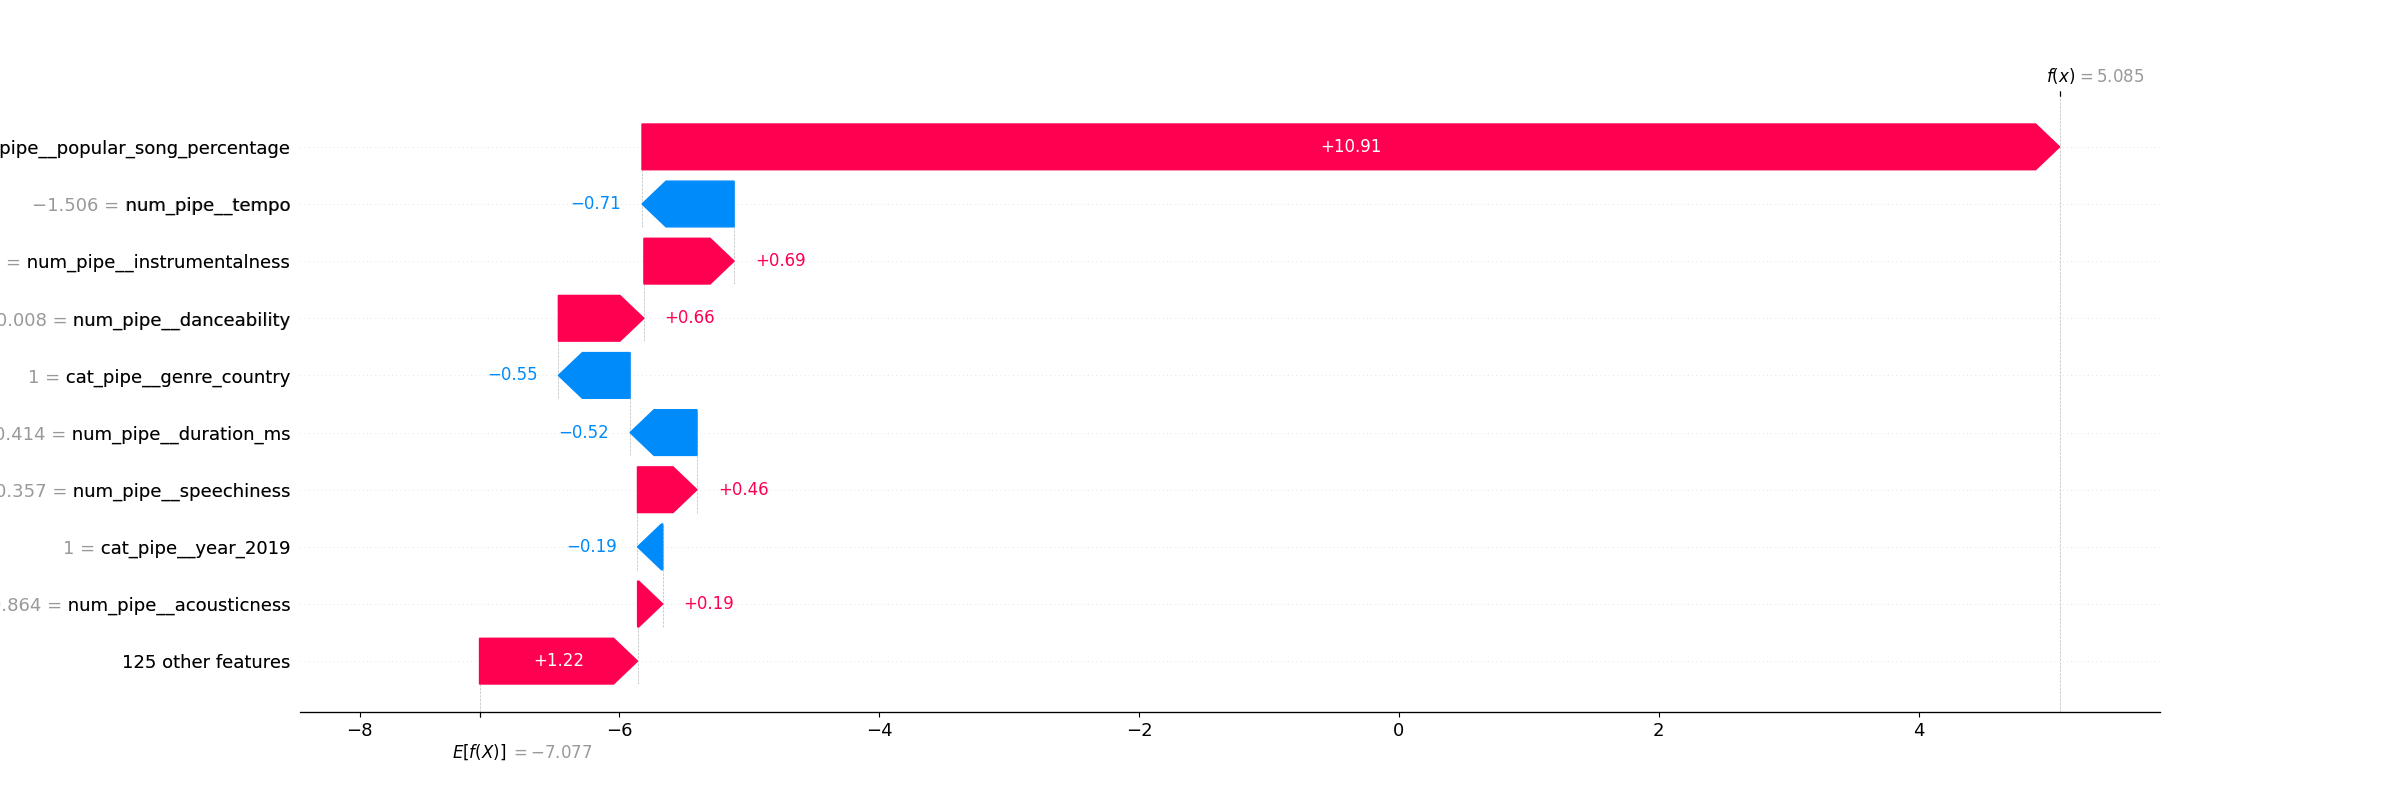 f(x) = 5.085
pipe__popular_song_percentage
+10.91
−1.506 = num_pipe__tempo
−0.71
= num_pipe__instrumentalness
+0.69
0.008 = num_pipe__danceability
+0.66
1 = cat_pipe__genre_country
−0.55
0.414 = num_pipe__duration_ms
−0.52
0.357 = num_pipe__speechiness
+0.46
1 = cat_pipe__year_2019
−0.19
.864 = num_pipe__acousticness
+0.19
125 other features
+1.22
−8 −6 −4 −2 0 2 4
E[f(X)] = −7.077